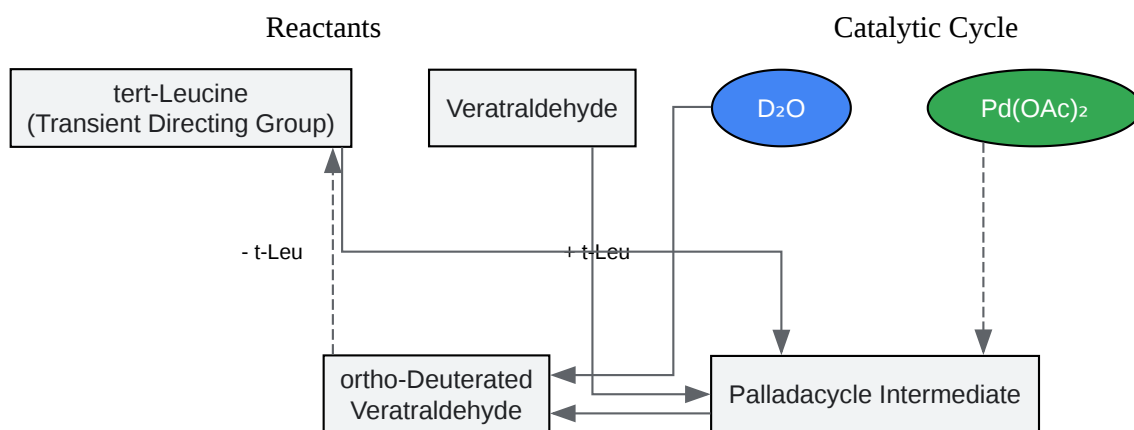 Reactants
Catalytic Cycle
tert-Leucine
(Transient Directing Group)
Veratraldehyde
D₂O
Pd(OAc)₂
- t-Leu
+ t-Leu
ortho-Deuterated
Veratraldehyde
Palladacycle Intermediate